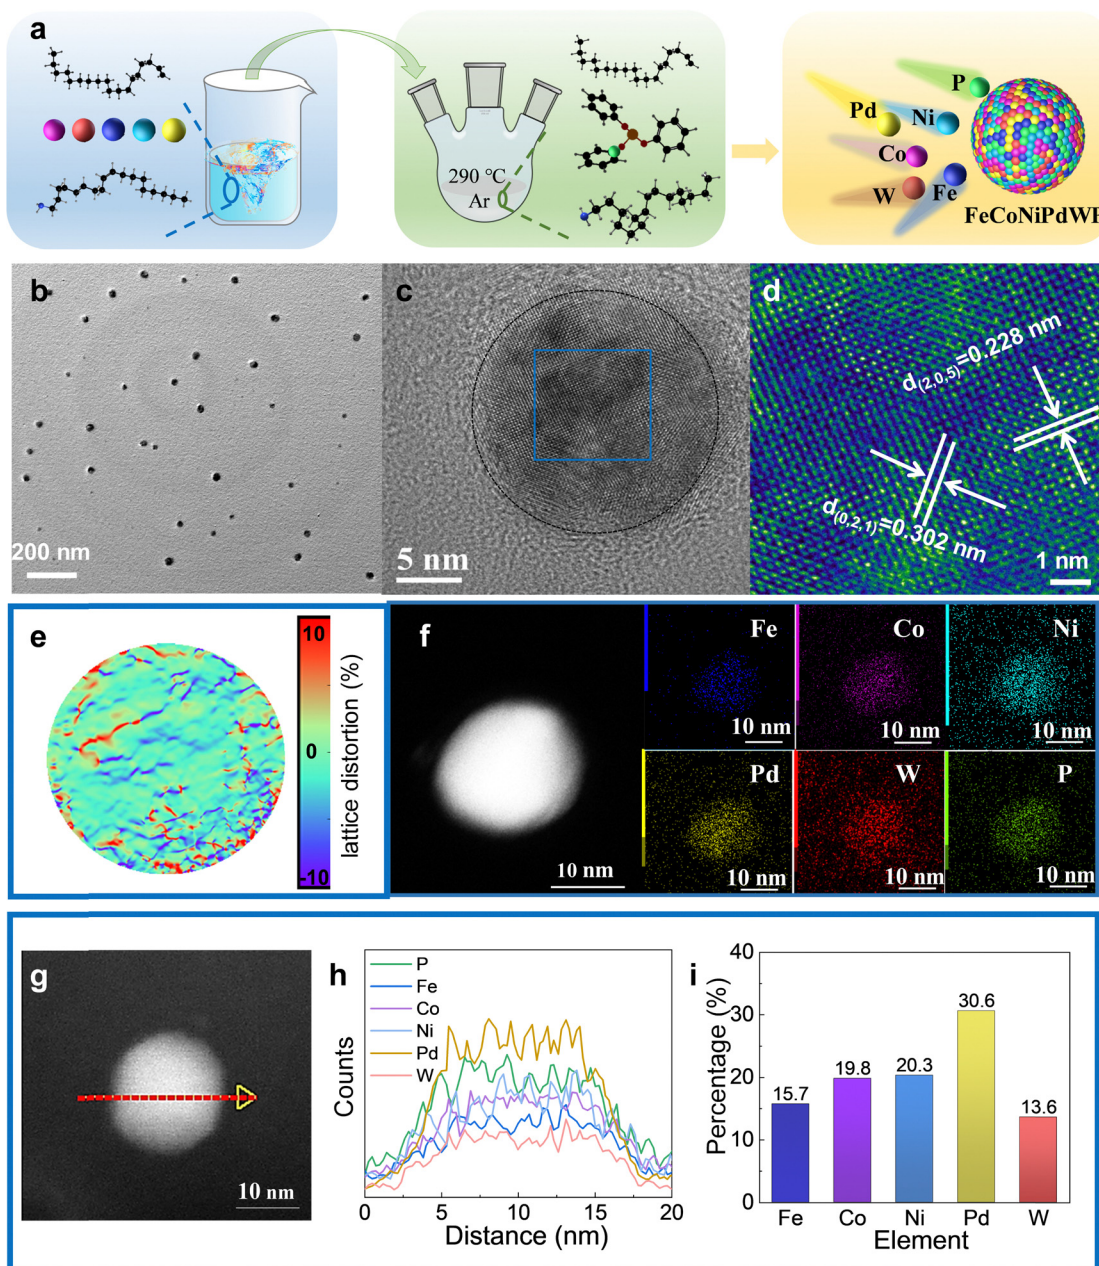 a
290 ℃
Ar
P
Pd
Ni
Co
W
Fe
FeCoNiPdWP
b
200 nm
c
5 nm
d
d(2,0,5)=0.228 nm
d(0,2,1)=0.302 nm
1 nm
e
10
0
-10
lattice distortion (%)
f
10 nm
Fe
10 nm
Co
10 nm
Ni
10 nm
Pd
10 nm
W
10 nm
P
10 nm
g
10 nm
h
P
Fe
Co
Ni
Pd
W
Counts
0 5 10 15 20
Distance (nm)
i
Percentage (%)
40
30
20
10
0
15.7
19.8
20.3
30.6
13.6
Fe Co Ni Pd W
Element